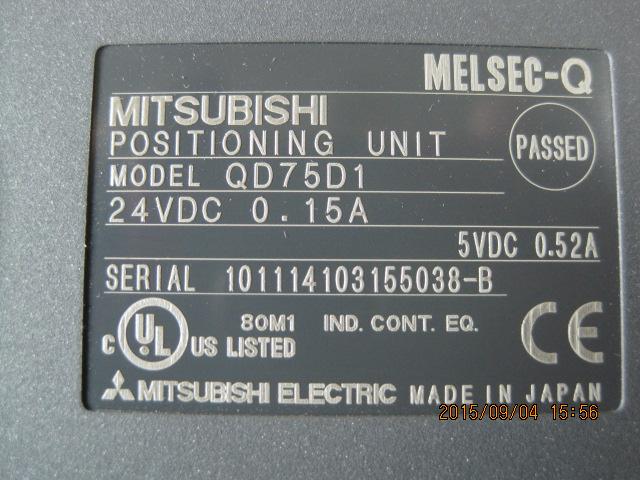 MELSEC-Q
MITSUBISHI
POSITIONING UNIT
PASSED
MODEL QD75D1
24VDC 0.15A
5VDC 0.52A
SERIAL 101114103155038-B
C UL US LISTED 80M1 IND. CONT. EQ. CE
MITSUBISHI ELECTRIC MADE IN JAPAN
2015/09/04 15:56